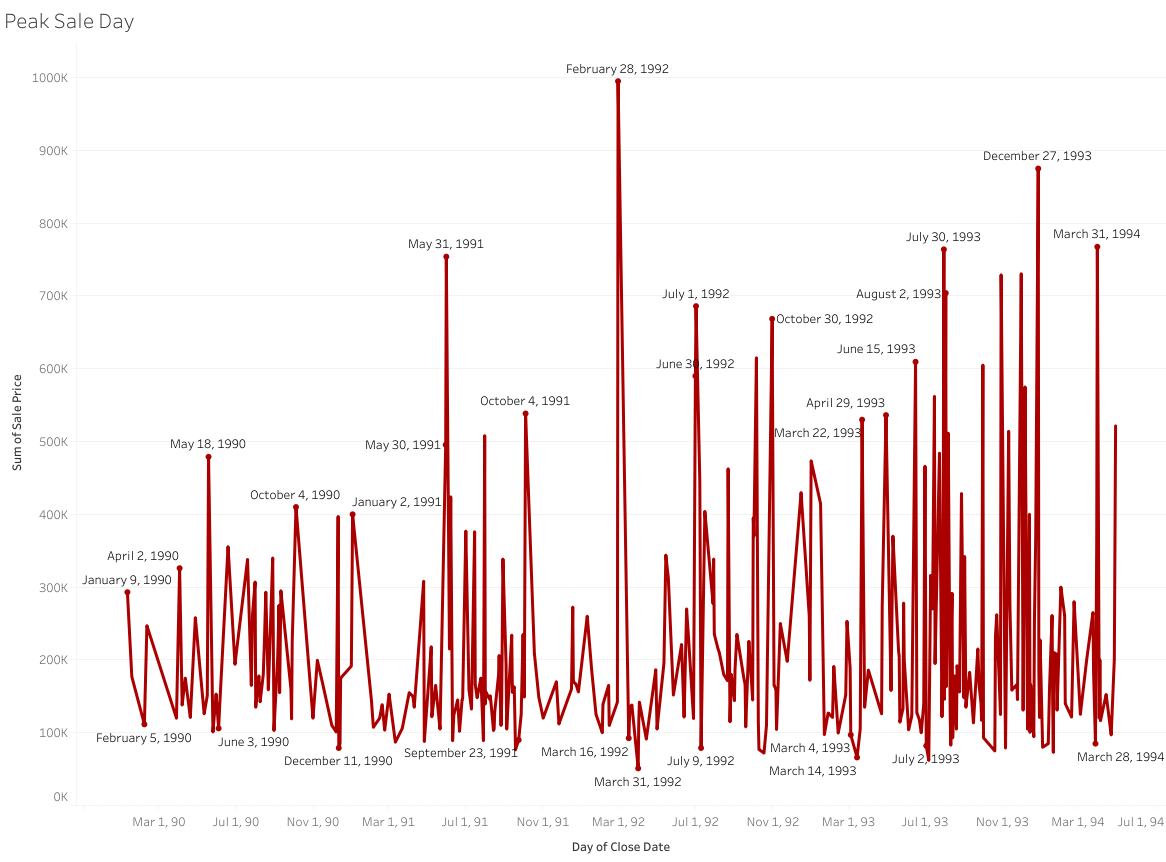 Peak Sale Day
February 28, 1992
1000K
900K
December 27, 1993
800K
May 31, 1991
July 30, 1993
March 31, 1994
700K
July 1, 1992
August 2, 1993
October 30, 1992
600K
June 30, 1992
June 15, 1993
500K
October 4, 1991
April 29, 1993
March 22, 1993
May 18, 1990
May 30, 1991
400K
October 4, 1990
January 2, 1991
300K
April 2, 1990
January 9, 1990
200K
100K
February 5, 1990
June 3, 1990
December 11, 1990
September 23, 1991
March 16, 1992
March 31, 1992
July 9, 1992
March 4, 1993
March 14, 1993
July 2, 1993
March 28, 1994
0K
Sum of Sale Price
Mar 1, 90
Jul 1, 90
Nov 1, 90
Mar 1, 91
Jul 1, 91
Nov 1, 91
Mar 1, 92
Jul 1, 92
Nov 1, 92
Mar 1, 93
Jul 1, 93
Nov 1, 93
Mar 1, 94
Jul 1, 94
Day of Close Date